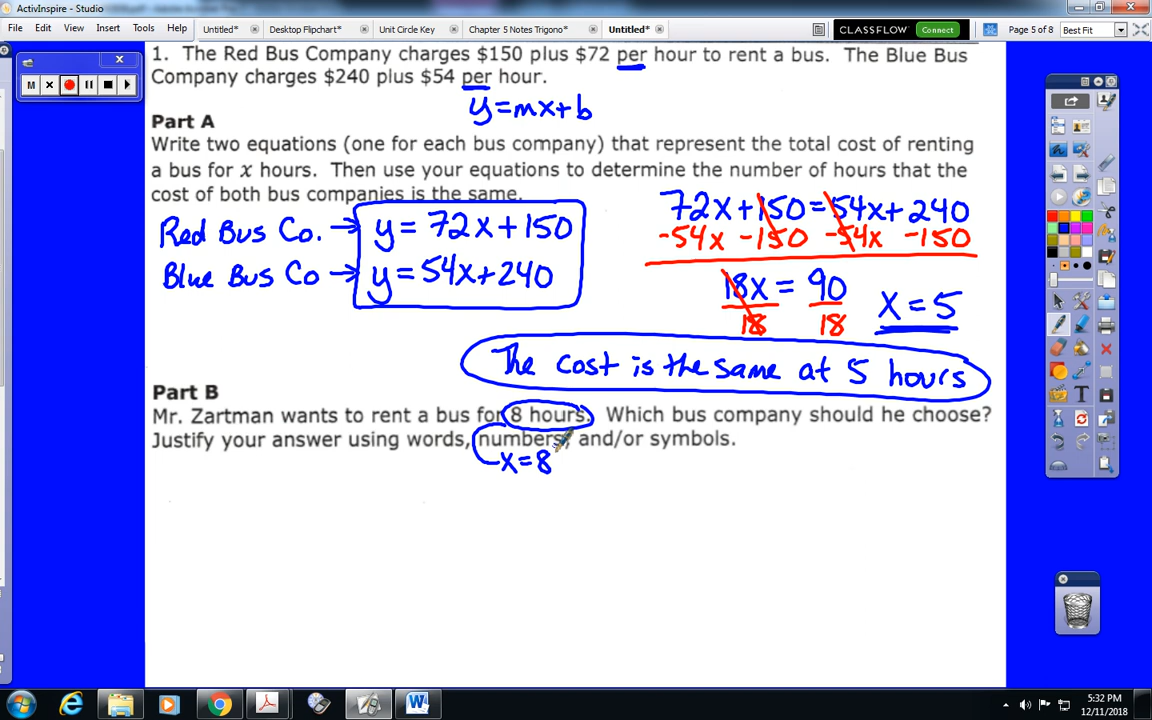 ActivInspire - Studio
File Edit View Insert Tools Help
Untitled* Desktop Flipchart* Unit Circle Key Chapter 5 Notes Trigono* Untitled*
CLASSFLOW Connect Page 5 of 8 Best Fit
M
1. The Red Bus Company charges $150 plus $72 per hour to rent a bus. The Blue Bus
Company charges $240 plus $54 per hour.
y=mx+b
Part A
Write two equations (one for each bus company) that represent the total cost of renting
a bus for x hours. Then use your equations to determine the number of hours that the
cost of both bus companies is the same.
Red Bus Co. → y = 72x+150
Blue Bus Co → y = 54x+240
72x+150=54x+240
-54x -150 -54x -150
18x = 90
18 18
x = 5
The cost is the same at 5 hours
Part B
Mr. Zartman wants to rent a bus for 8 hours. Which bus company should he choose?
Justify your answer using words, numbers, and/or symbols.
x=8
5:32 PM
12/11/2018